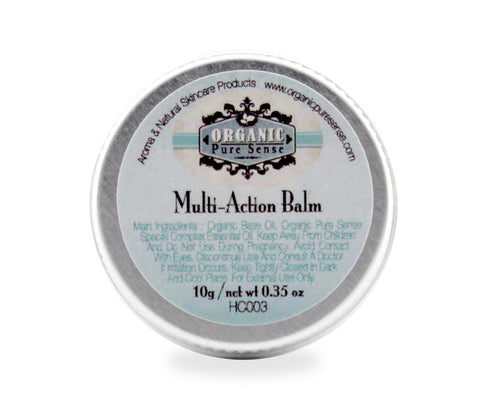 Aroma & Natural Skincare Products www.organicpuresense.com
ORGANIC
Pure Sense
Multi-Action Balm
Main Ingredients : Organic Base Oil, Organic Pure Sense
Special Complex Essential Oil. Keep Away From Children
And Do Not Use During Pregnancy. Avoid Contact
With Eyes. Discontinue Use And Consult A Doctor
If Irritation Occurs. Keep Tightly Closed in Dark
And Cool Place. For External Use Only
10g / net wt 0.35 oz
HC003